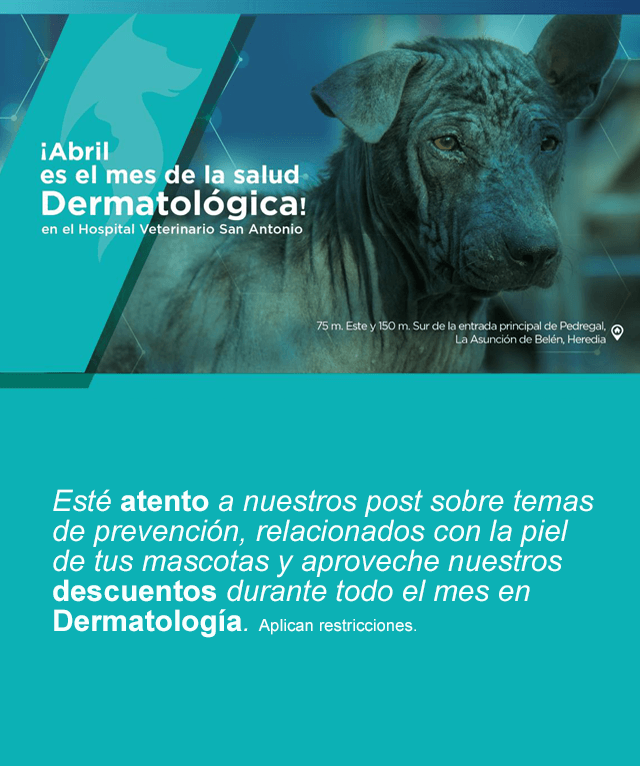 ¡Abril
es el mes de la salud
Dermatológica!
en el Hospital Veterinario San Antonio
75 m. Este y 150 m. Sur de la entrada principal de Pedregal,
La Asunción de Belén, Heredia
Esté atento a nuestros post sobre temas
de prevención, relacionados con la piel
de tus mascotas y aproveche nuestros
descuentos durante todo el mes en
Dermatología. Aplican restricciones.